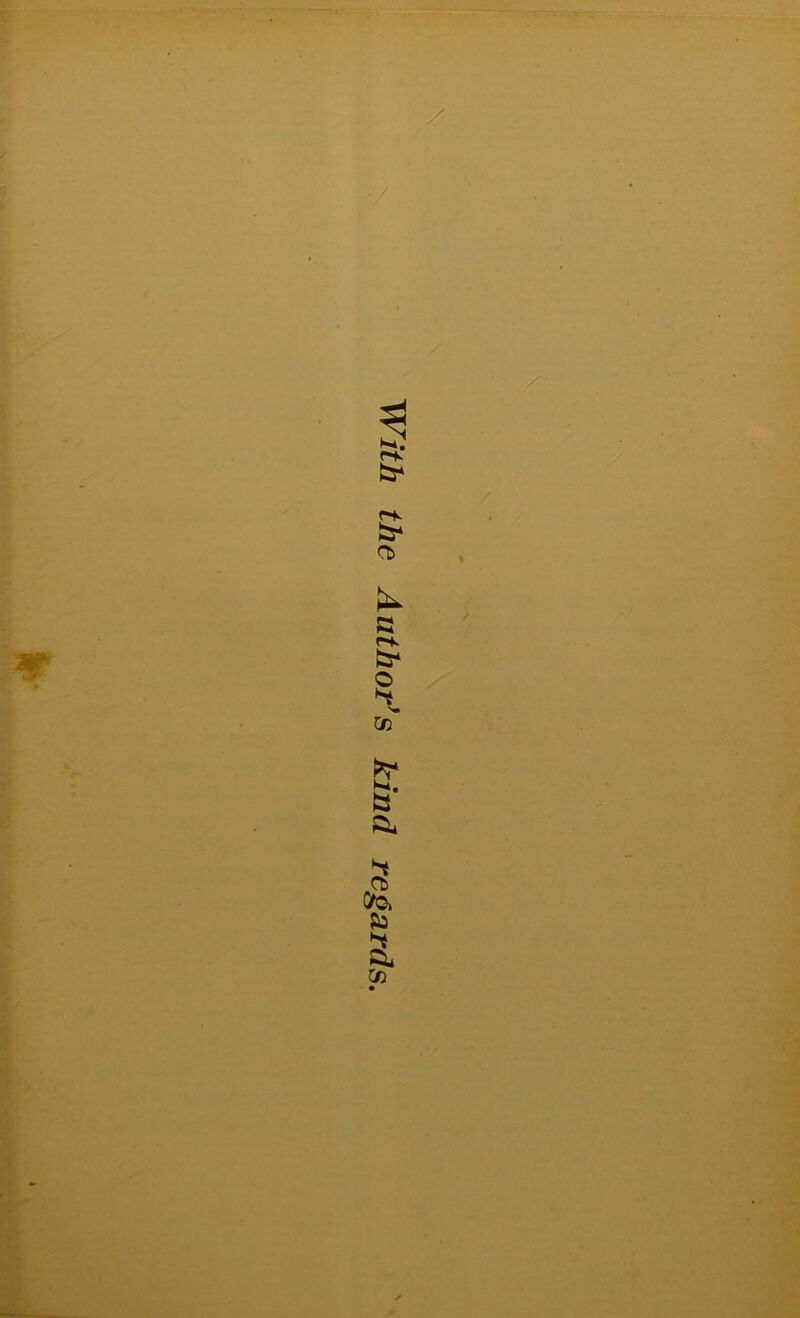 With the Author's kind regards.